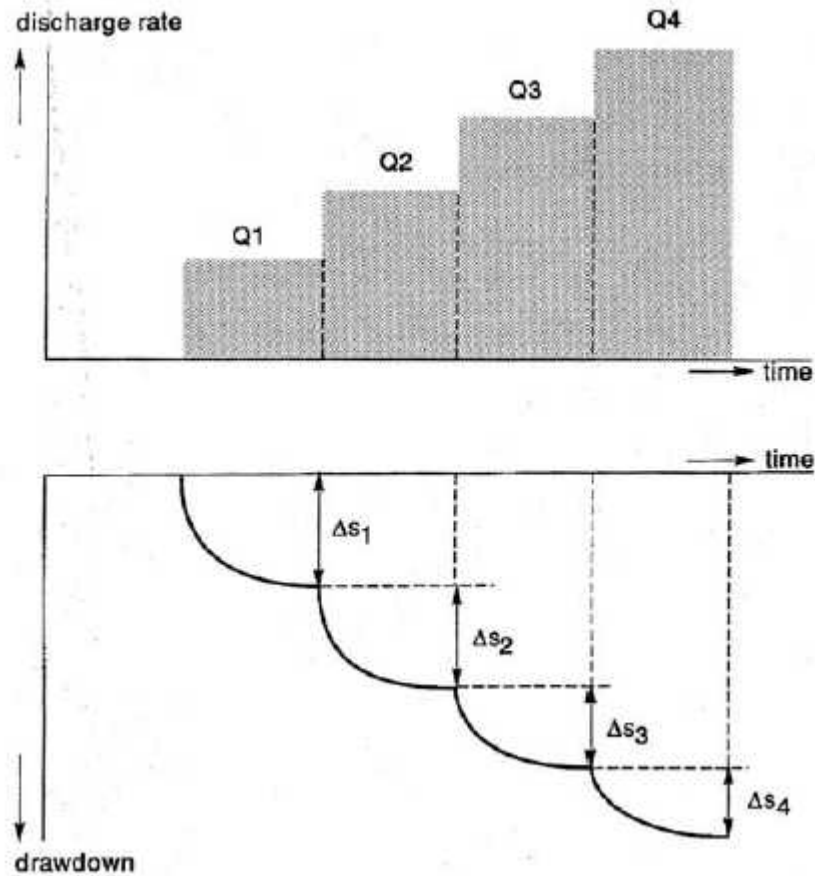 discharge rate
Q4
Q3
Q2
Q1
time
time
Δs1
Δs2
Δs3
Δs4
drawdown